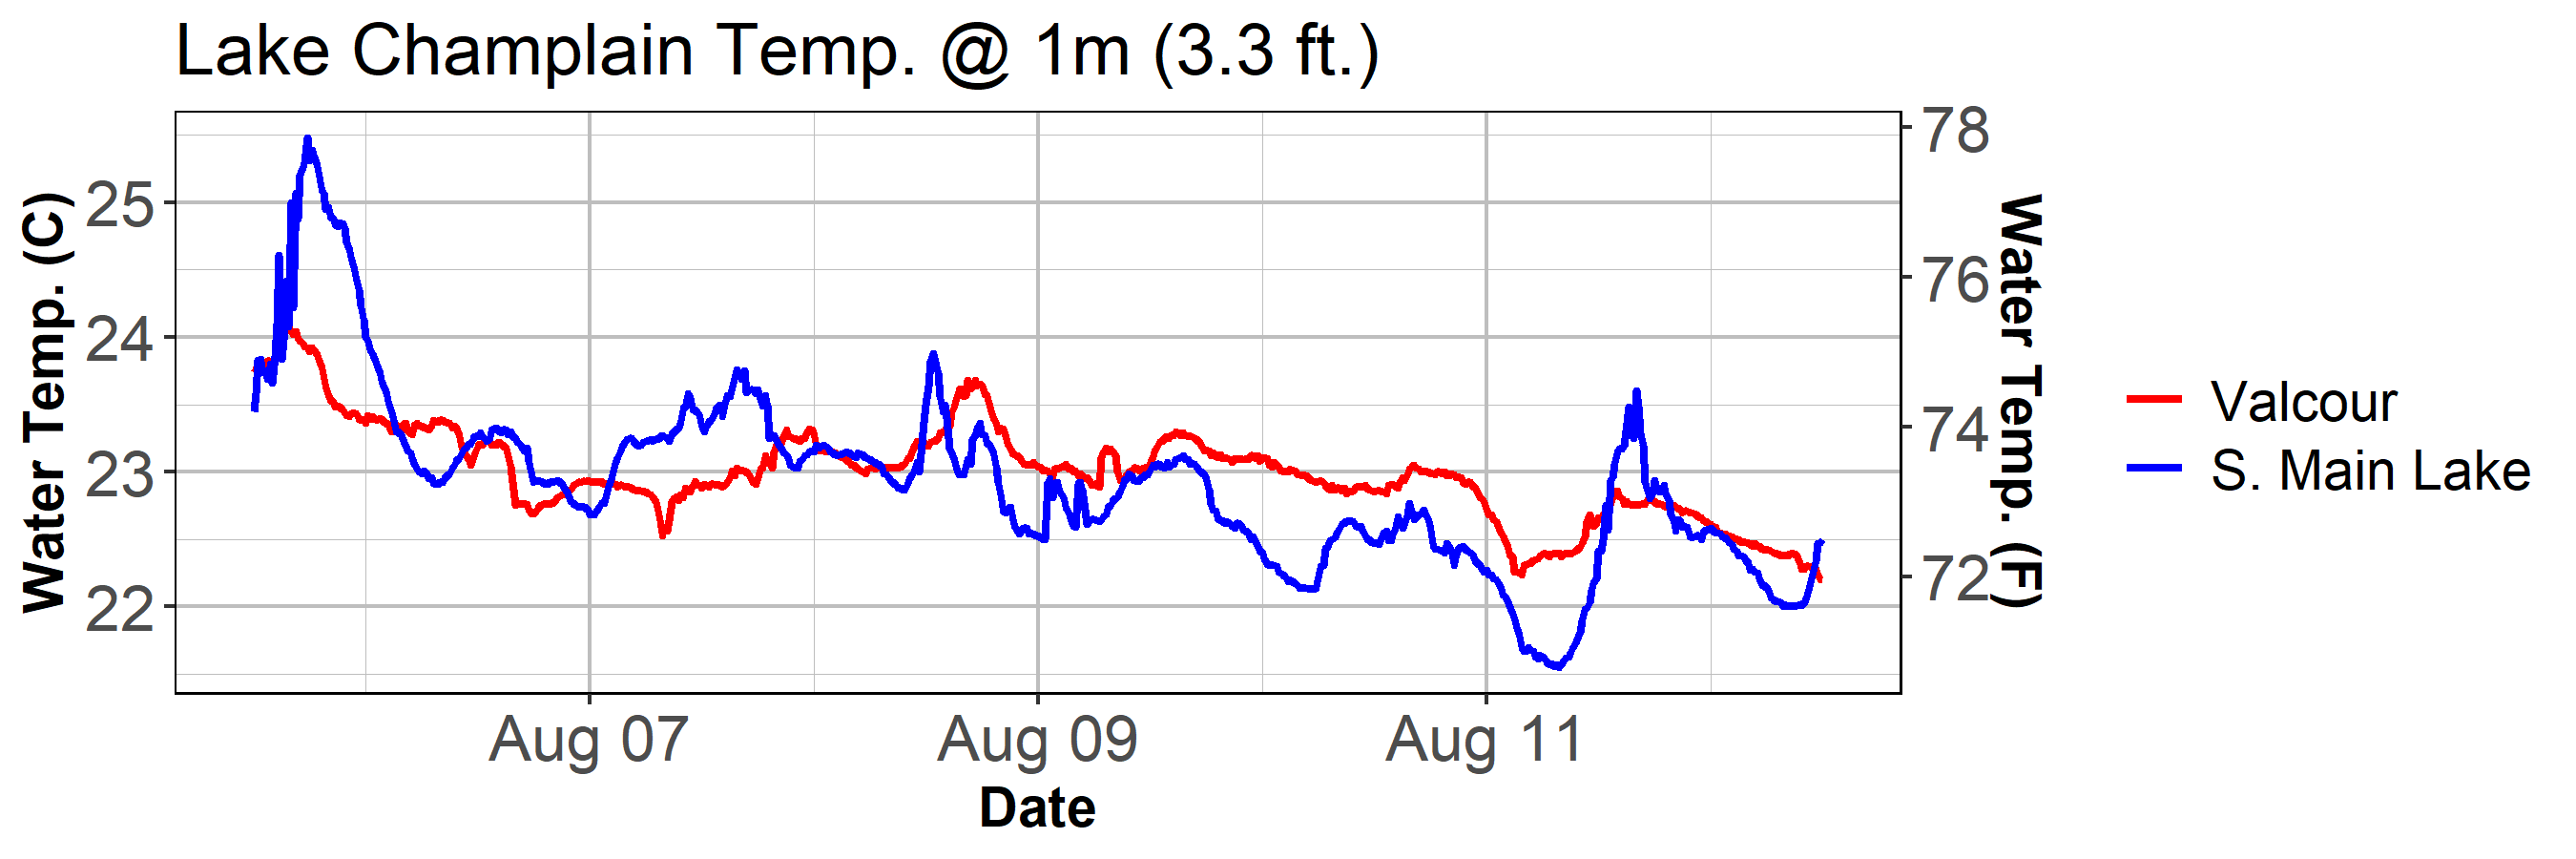 Lake Champlain Temp. @ 1m (3.3 ft.)
Water Temp. (C)
25
24
23
22
78
76
74
72
Water Temp. (F)
Aug 07
Aug 09
Aug 11
Date
Valcour
S. Main Lake